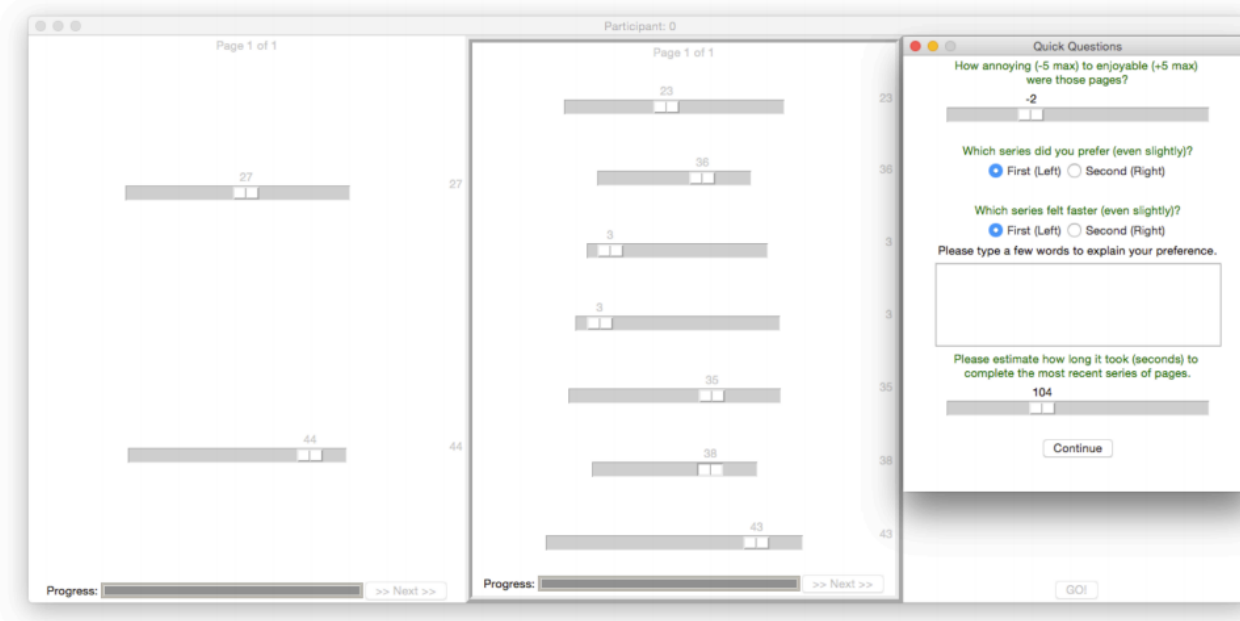 Participant: 0
Page 1 of 1
27
27
44
44
Progress:
>> Next >>
Page 1 of 1
23
23
36
36
3
3
3
3
35
35
38
38
43
43
Progress:
>> Next >>
Quick Questions
How annoying (-5 max) to enjoyable (+5 max)
were those pages?
-2
Which series did you prefer (even slightly)?
First (Left) Second (Right)
Which series felt faster (even slightly)?
First (Left) Second (Right)
Please type a few words to explain your preference.
Please estimate how long it took (seconds) to
complete the most recent series of pages.
104
Continue
GO!